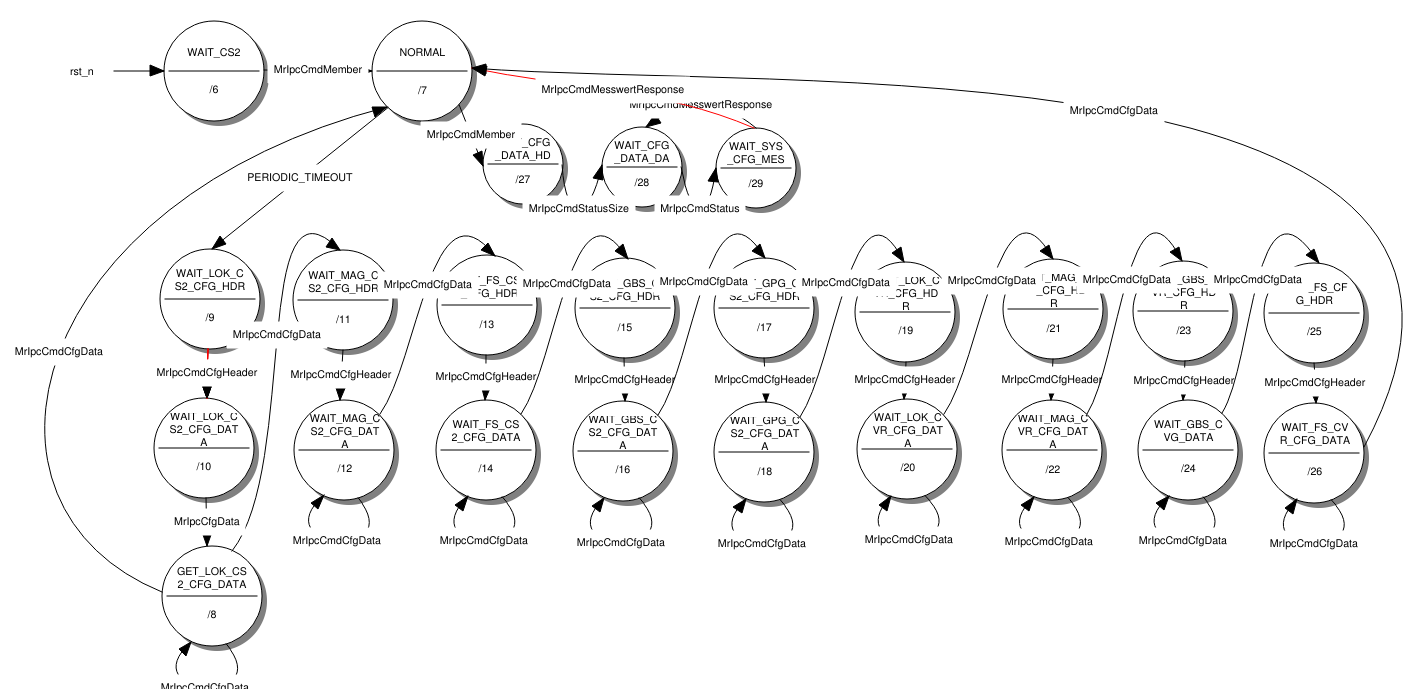 WAIT_CS2
/6
rst_n
MrIpcCmdMember
NORMAL
/7
MrIpcCmdMesswertResponse
MrIpcCmdMesswertResponse
MrIpcCmdCfgData
MrIpcCmdMember
_CFG
_DATA_HD
/27
WAIT_CFG
_DATA_DA
/28
WAIT_SYS
_CFG_MES
/29
MrIpcCmdStatusSize
MrIpcCmdStatus
PERIODIC_TIMEOUT
WAIT_LOK_C
S2_CFG_HDR
/9
WAIT_MAG_C
S2_CFG_HDR
/11
MrIpcCmdCfgData
_FS_CS
_FG_HDR
/13
MrIpcCmdCfgData
_GBS_C
S2_CFG_HDR
/15
MrIpcCmdCfgData
_GPG_C
S2_CFG_HDR
/17
MrIpcCmdCfgData
_LOK_C
_CFG_HD
R
/19
MrIpcCmdCfgData
_MAG_
_CFG_HD
R
/21
MrIpcCmdCfgData
_GBS_
VR_CFG_HD
R
/23
MrIpcCmdCfgData
_FS_CF
G_HDR
/25
MrIpcCmdCfgData
MrIpcCmdCfgData
MrIpcCmdCfgHeader
MrIpcCmdCfgHeader
MrIpcCmdCfgHeader
MrIpcCmdCfgHeader
MrIpcCmdCfgHeader
MrIpcCmdCfgHeader
MrIpcCmdCfgHeader
MrIpcCmdCfgHeader
MrIpcCmdCfgHeader
WAIT_LOK_C
S2_CFG_DAT
A
/10
WAIT_MAG_C
S2_CFG_DAT
A
/12
WAIT_FS_CS
2_CFG_DATA
/14
WAIT_GBS_C
S2_CFG_DAT
A
/16
WAIT_GPG_C
S2_CFG_DAT
A
/18
WAIT_LOK_C
VR_CFG_DAT
A
/20
WAIT_MAG_C
VR_CFG_DAT
A
/22
WAIT_GBS_C
VG_DATA
/24
WAIT_FS_CV
R_CFG_DATA
/26
MrIpcCfgData
MrIpcCmdCfgData
MrIpcCmdCfgData
MrIpcCmdCfgData
MrIpcCmdCfgData
MrIpcCmdCfgData
MrIpcCmdCfgData
MrIpcCmdCfgData
MrIpcCmdCfgData
GET_LOK_CS
2_CFG_DATA
/8
MrIpcCmdCfgData